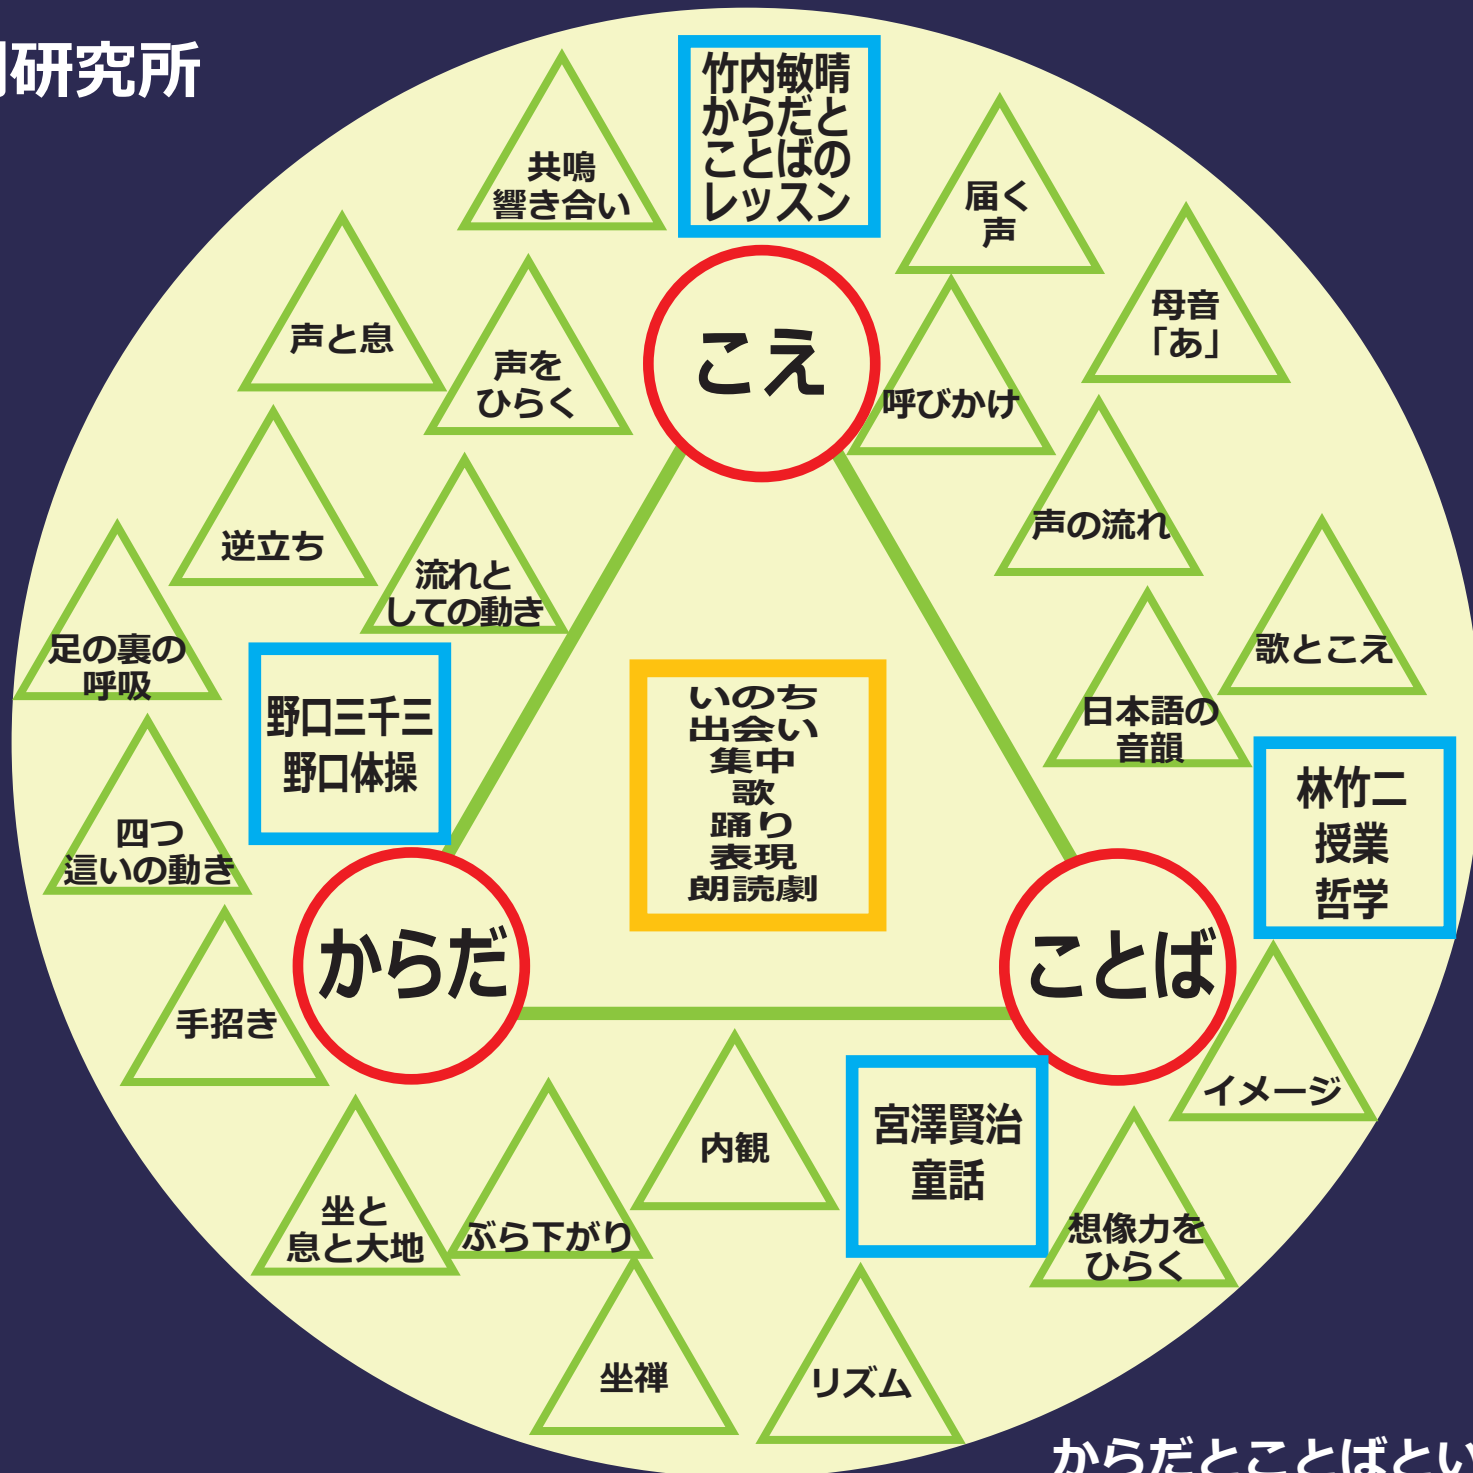 研究所
竹内敏晴
からだと
ことばの
レッスン
共鳴
響き合い
届く
声
母音
「あ」
声と息
声を
ひらく
こえ
呼びかけ
声の流れ
逆立ち
流れと
しての動き
足の裏の
呼吸
歌とこえ
日本語の
音韻
野口三千三
野口体操
いのち
出会い
集中
歌
踊り
表現
朗読劇
林竹二
授業
哲学
四つ
這いの動き
からだ
ことば
手招き
イメージ
内観
宮澤賢治
童話
坐と
息と大地
ぶら下がり
想像力を
ひらく
坐禅
リズム
からだとことばとい